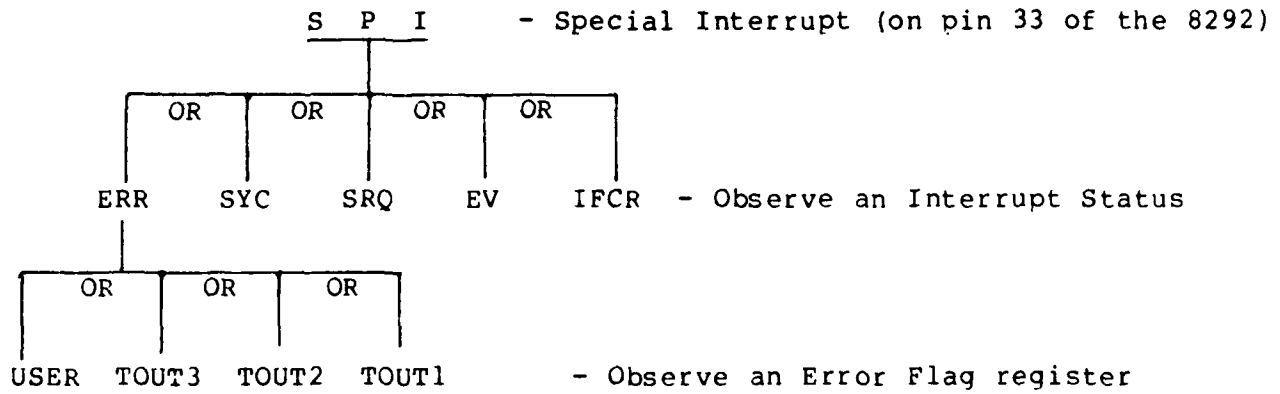 S P I - Special Interrupt (on pin 33 of the 8292)
OR OR OR OR
ERR SYC SRQ EV IFCR - Observe an Interrupt Status
OR OR OR
USER TOUT3 TOUT2 TOUT1 - Observe an Error Flag register